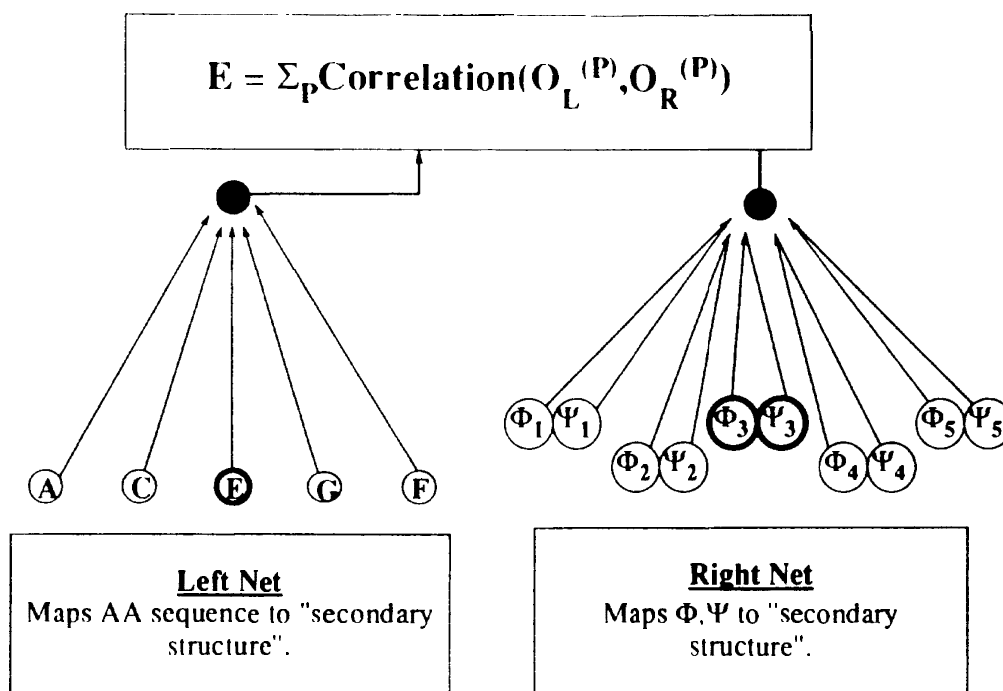 E = Σ_P Correlation(O_L^(P),O_R^(P))
A C E G F
Φ1 Ψ1 Φ2 Ψ2 Φ3 Ψ3 Φ4 Ψ4 Φ5 Ψ5
Left Net
Maps AA sequence to "secondary
structure".
Right Net
Maps Φ,Ψ to "secondary
structure".